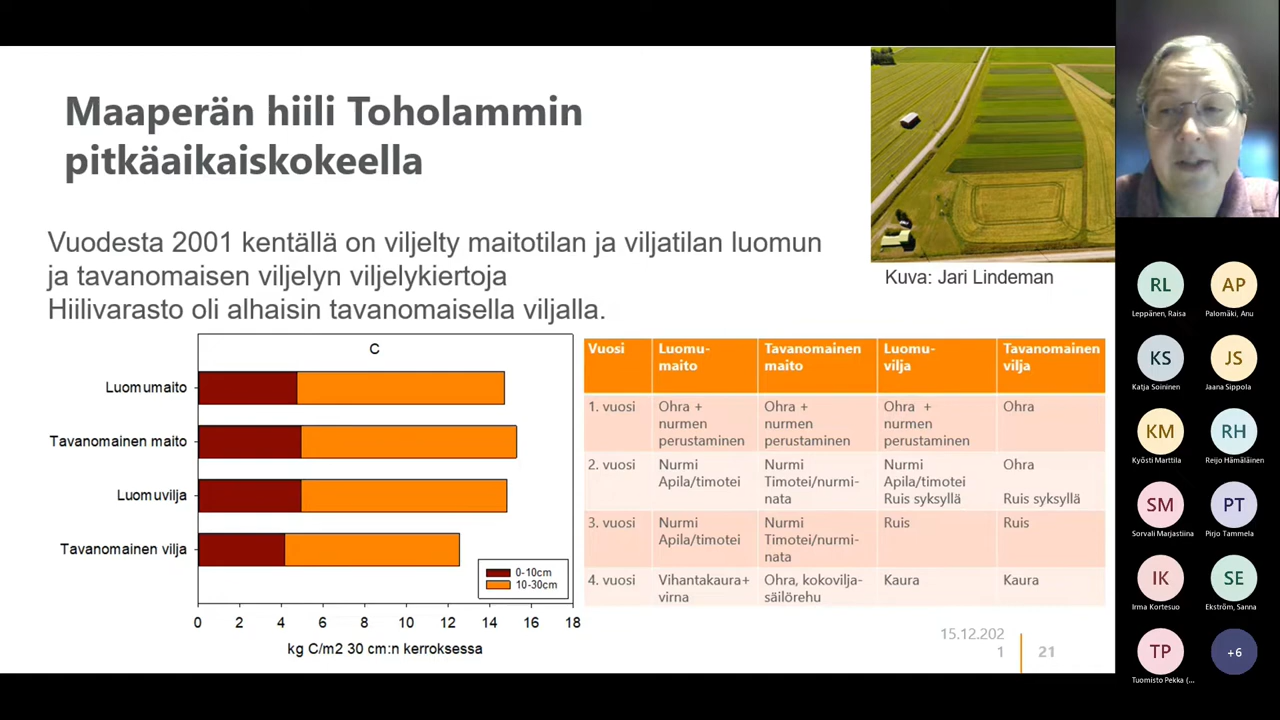 Maaperän hiili Toholammin
pitkäaikaiskokeella
Vuodesta 2001 kentällä on viljelty maitotilan ja viljatilan luomun
ja tavanomaisen viljelyn viljelykiertoja
Hiilivarasto oli alhaisin tavanomaisella viljalla.
Kuva: Jari Lindeman
C
Luomumaito
Tavanomainen maito
Luomuvilja
Tavanomainen vilja
0-10cm
10-30cm
0 2 4 6 8 10 12 14 16 18
kg C/m2 30 cm:n kerroksessa
Vuosi
Luomu-
maito
Tavanomainen
maito
Luomu-
vilja
Tavanomainen
vilja
1. vuosi
Ohra +
nurmen
perustaminen
Ohra +
nurmen
perustaminen
Ohra +
nurmen
perustaminen
Ohra
2. vuosi
Nurmi
Apila/timotei
Nurmi
Timotei/nurmi-
nata
Nurmi
Apila/timotei
Ruis syksyllä
Ohra
Ruis syksyllä
3. vuosi
Nurmi
Apila/timotei
Nurmi
Timotei/nurmi-
nata
Ruis
Ruis
4. vuosi
Vihantakaura+
virna
Ohra, kokovilja-
säilörehu
Kaura
Kaura
15.12.202
1
21
RL
Leppänen, Raisa
AP
Palomäki, Anu
KS
Katja Soininen
JS
Jaana Sippola
KM
Kyösti Marttila
RH
Reijo Hämäläinen
SM
Sorvali Marjastiina
PT
Pirjo Tammela
IK
Irma Kortesuo
SE
Ekström, Sanna
TP
Tuomisto Pekka (...
+6